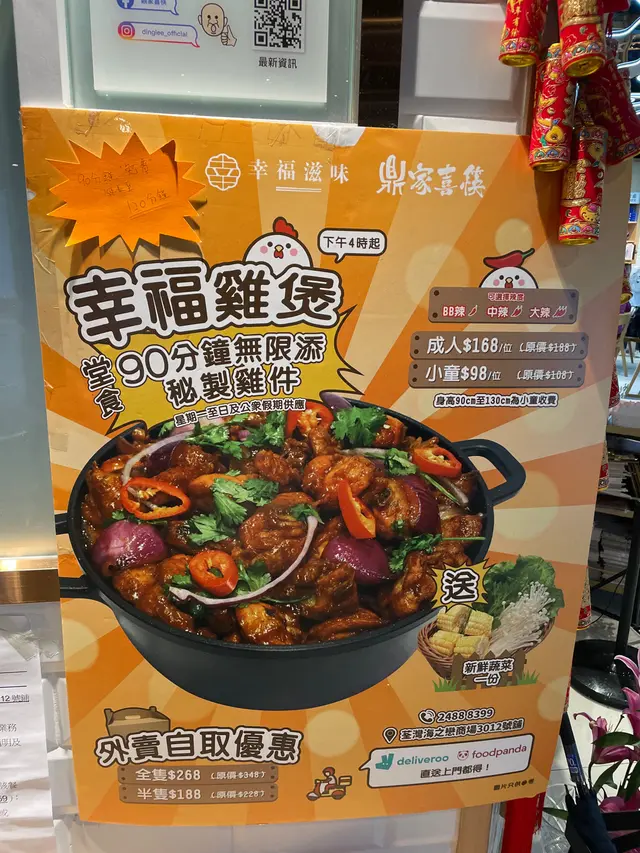 dinglee_official
最新資訊
幸福滋味 鼎家喜筷
下午4時起
幸福雞煲
堂食
90分鐘無限添
秘製雞件
星期一至日及公眾假期供應
BB辣 中辣 大辣
成人$168/位 (原價$188)
小童$98/位 (原價$108)
身高90cm至130cm為小童收費
送
新鮮蔬菜
一份
外賣自取優惠
全隻$268 (原價$348)
半隻$188 (原價$228)
2488 8399
荃灣海之戀商場3012號舖
deliveroo foodpanda
直送上門都得!
圖片只供參考